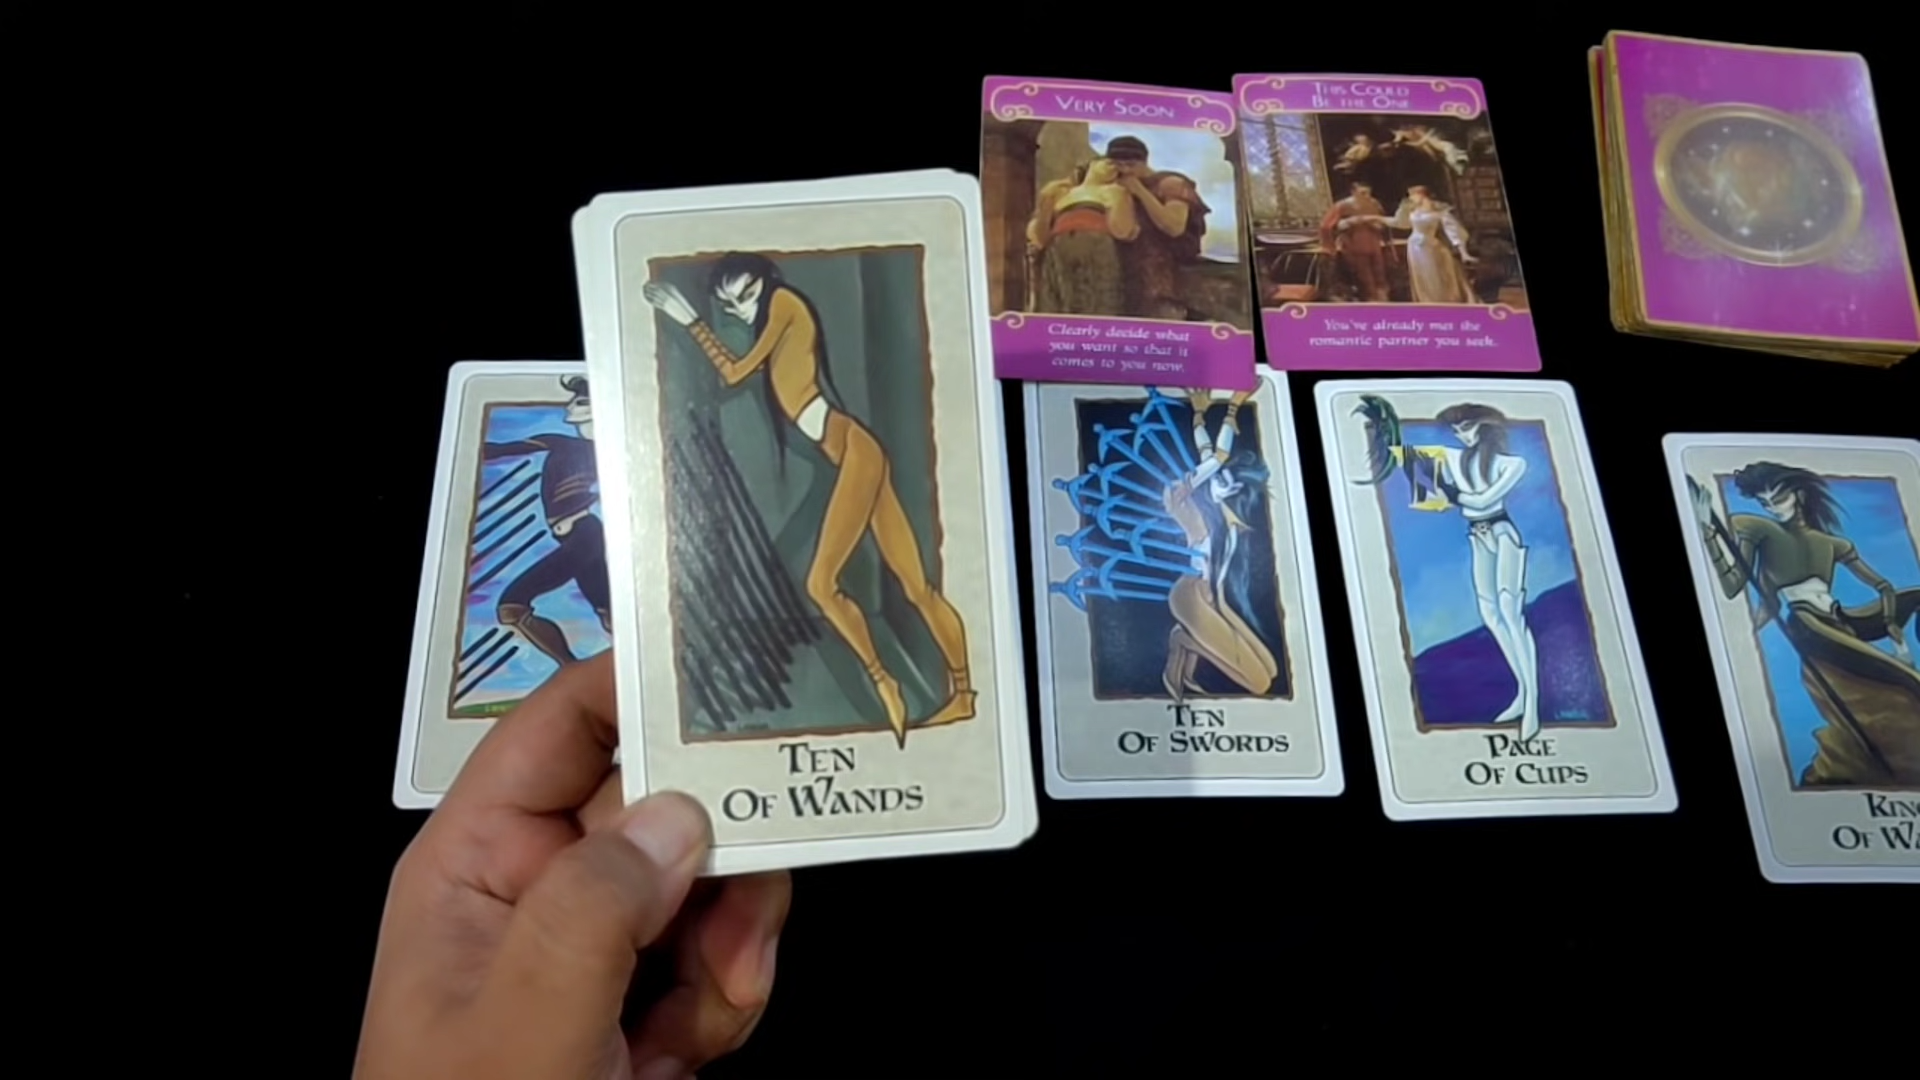 VERY SOON
Clearly decide what
you want so that it
comes to you now.
THIS COULD
BE THE ONE
You've already met the
romantic partner you seek.
TEN
OF WANDS
TEN
OF SWORDS
PAGE
OF CUPS
KING
OF WA